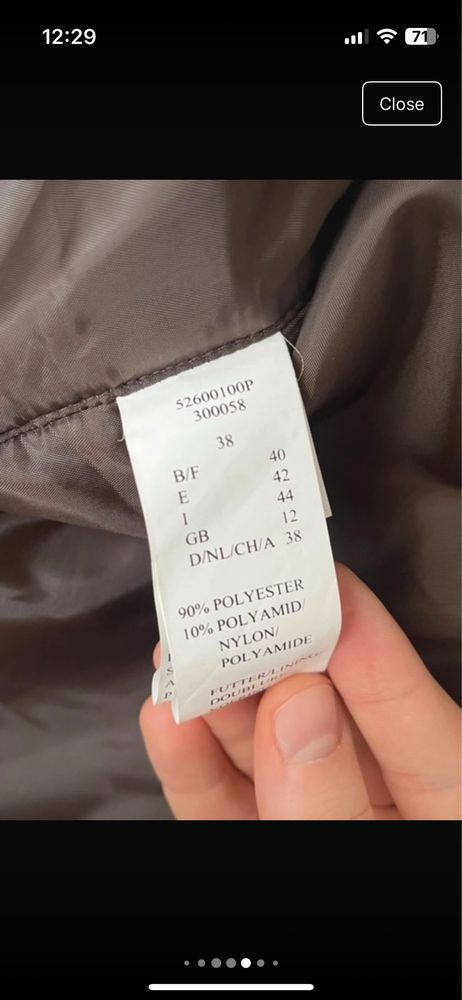 12:29
71
Close
52600100P
300058
38
B/F 40
E 42
I 44
GB 12
D/NL/CH/A 38
90% POLYESTER
10% POLYAMID/
NYLON/
POLYAMIDE
FUTTER/LINING